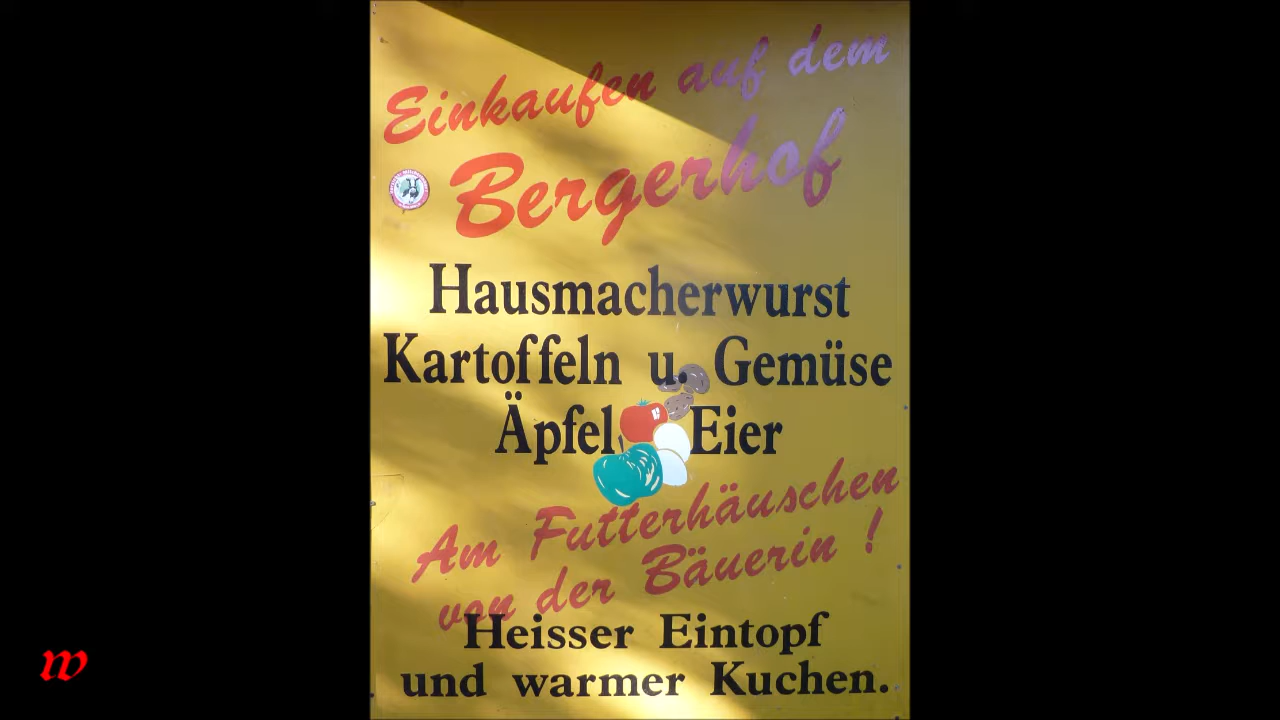 Einkaufen auf dem
Bergerhof
Hausmacherwurst
Kartoffeln u. Gemüse
Äpfel, Eier
Am Futterhäuschen
von der Bäuerin !
Heisser Eintopf
und warmer Kuchen.
w